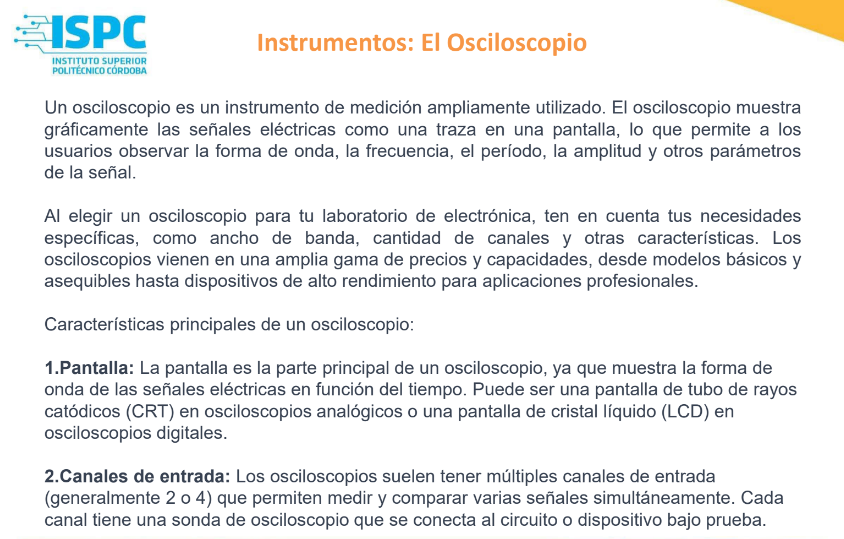 ISPC
INSTITUTO SUPERIOR
POLITÉCNICO CÓRDOBA
Instrumentos: El Osciloscopio
Un osciloscopio es un instrumento de medición ampliamente utilizado. El osciloscopio muestra
gráficamente las señales eléctricas como una traza en una pantalla, lo que permite a los
usuarios observar la forma de onda, la frecuencia, el período, la amplitud y otros parámetros
de la señal.
Al elegir un osciloscopio para tu laboratorio de electrónica, ten en cuenta tus necesidades
específicas, como ancho de banda, cantidad de canales y otras características. Los
osciloscopios vienen en una amplia gama de precios y capacidades, desde modelos básicos y
asequibles hasta dispositivos de alto rendimiento para aplicaciones profesionales.
Características principales de un osciloscopio:
1.Pantalla: La pantalla es la parte principal de un osciloscopio, ya que muestra la forma de
onda de las señales eléctricas en función del tiempo. Puede ser una pantalla de tubo de rayos
catódicos (CRT) en osciloscopios analógicos o una pantalla de cristal líquido (LCD) en
osciloscopios digitales.
2.Canales de entrada: Los osciloscopios suelen tener múltiples canales de entrada
(generalmente 2 o 4) que permiten medir y comparar varias señales simultáneamente. Cada
canal tiene una sonda de osciloscopio que se conecta al circuito o dispositivo bajo prueba.